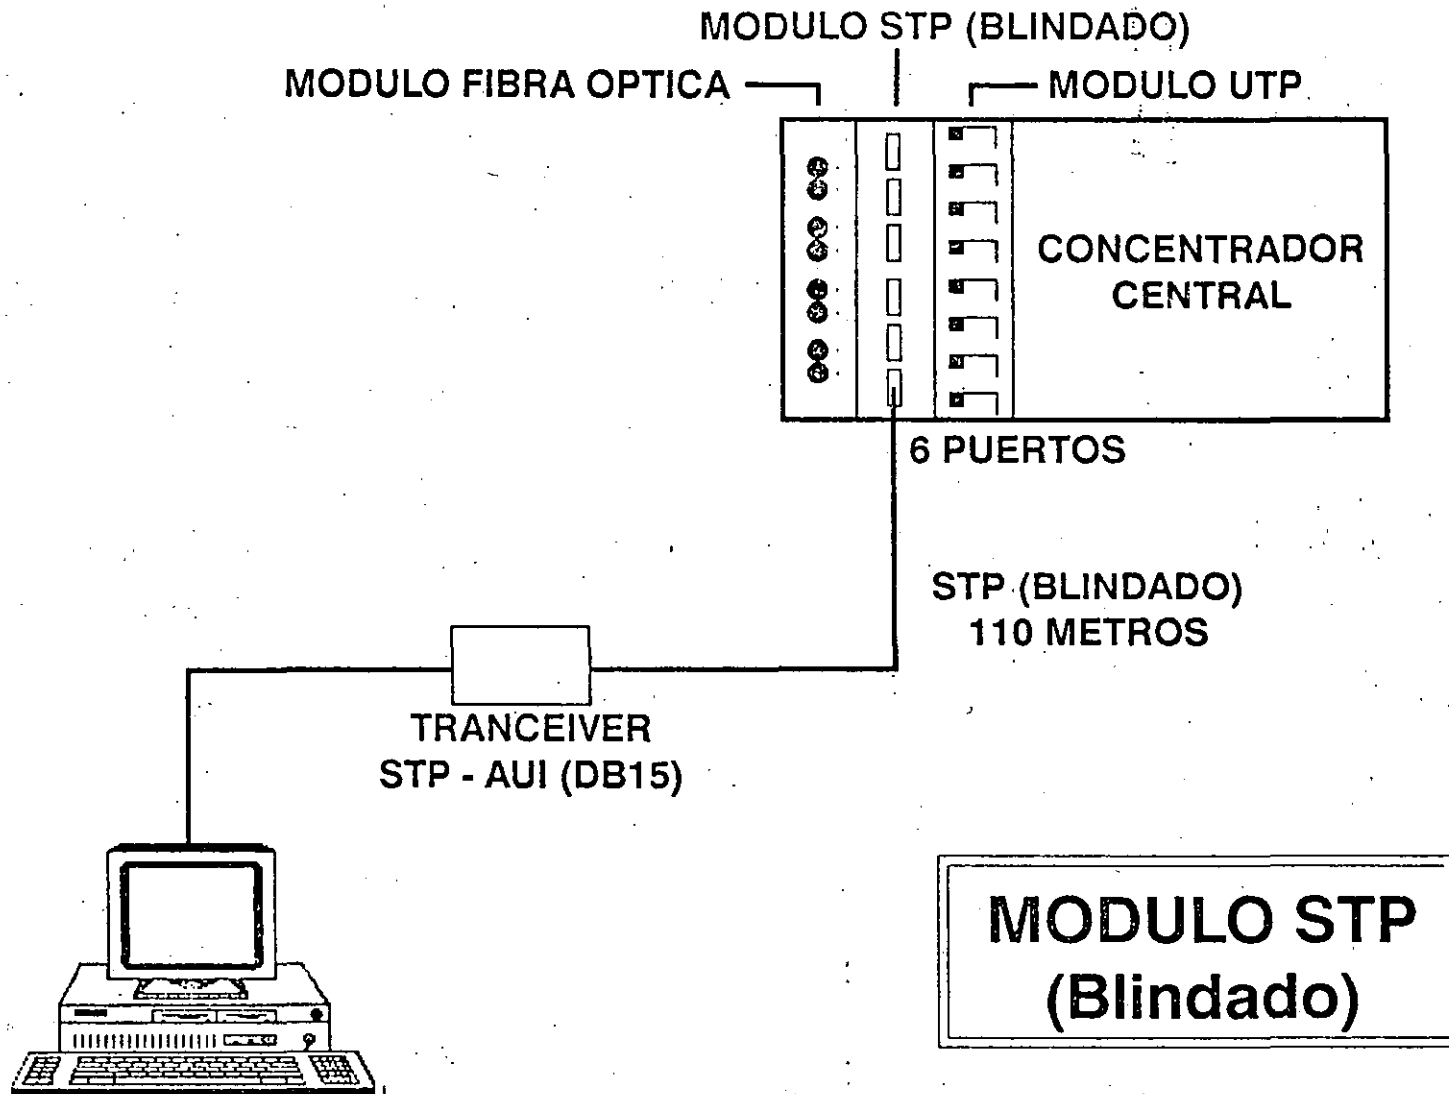 MODULO STP (BLINDADO)
MODULO FIBRA OPTICA
MODULO UTP
CONCENTRADOR
CENTRAL
6 PUERTOS
STP (BLINDADO)
110 METROS
TRANCEIVER
STP - AUI (DB15)
MODULO STP
(Blindado)